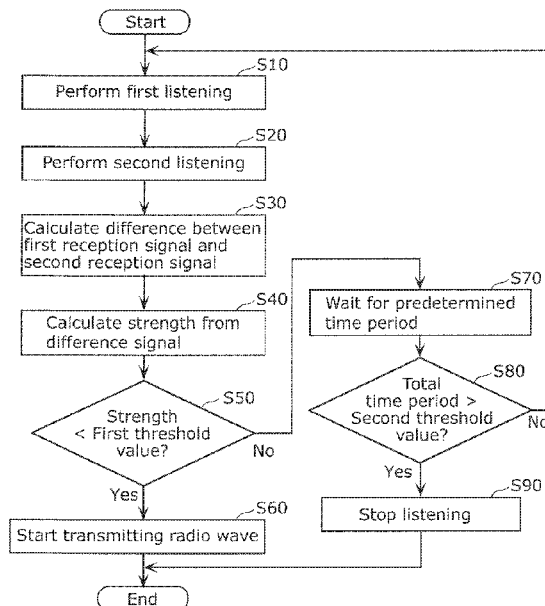 Start
S10
Perform first listening
S20
Perform second listening
S30
Calculate difference between
first reception signal and
second reception signal
S40
Calculate strength from
difference signal
S50
Strength
< First threshold
value?
No
Yes
S60
Start transmitting radio wave
End
S70
Wait for predetermined
time period
S80
Total
time period >
Second threshold
value?
No
Yes
S90
Stop listening